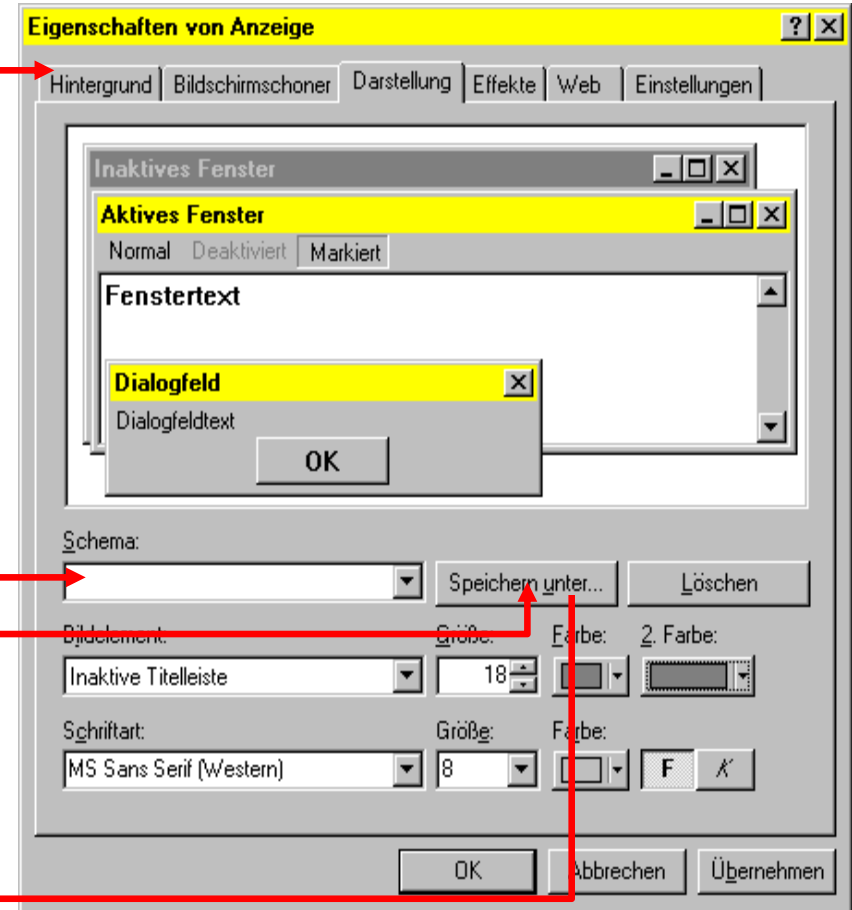 Eigenschaften von Anzeige
Hintergrund Bildschirmschoner Darstellung Effekte Web Einstellungen
Inaktives Fenster
Aktives Fenster
Normal Deaktiviert Markiert
Fenstertext
Dialogfeld
Dialogfeldtext
OK
Schema:
Speichern unter... Löschen
Bildelement: Größe: Farbe: 2. Farbe:
Inaktive Titelleiste 18
Schriftart: Größe: Farbe:
MS Sans Serif (Western) 8 F K
OK Abbrechen Übernehmen